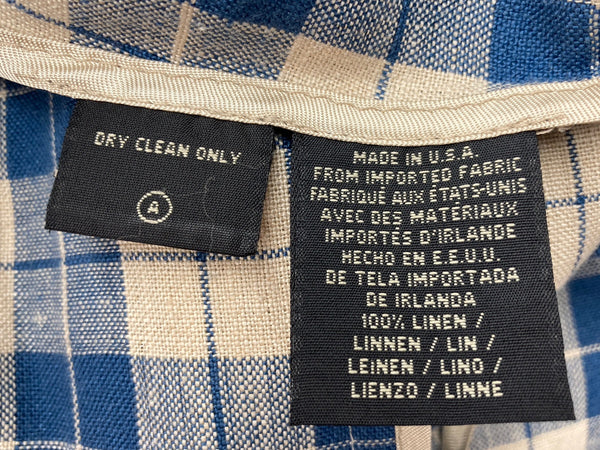 DRY CLEAN ONLY
A
MADE IN U.S.A.
FROM IMPORTED FABRIC
FABRIQUÉ AUX ÉTATS-UNIS
AVEC DES MATÉRIAUX
IMPORTÉS D'IRLANDE
HECHO EN E.E.U.U.
DE TELA IMPORTADA
DE IRLANDA
100% LINEN /
LINNEN / LIN /
LEINEN / LINO /
LIENZO / LINNE